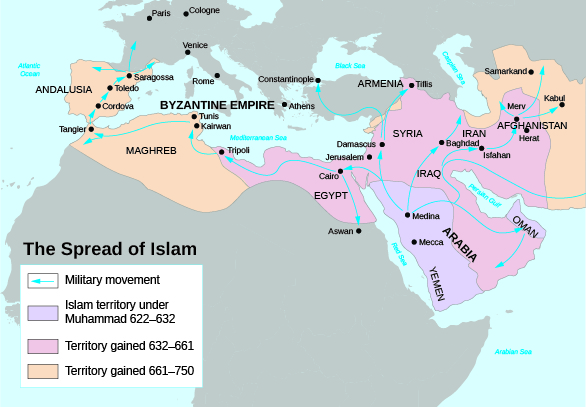 Paris
Cologne
Venice
Atlantic
Ocean
Saragossa
Rome
Constantinople
Black Sea
Caspian Sea
Samarkand
ANDALUSIA
Toledo
ARMENIA
Tiflis
Kabul
Cordova
BYZANTINE EMPIRE
Athens
Merv
Tunis
Kairwan
Tangier
AFGHANISTAN
Herat
Mediterranean Sea
SYRIA
IRAN
MAGHREB
Tripoli
Damascus
Baghdad
Isfahan
Jerusalem
Cairo
IRAQ
EGYPT
Persian Gulf
Medina
Aswan
OMAN
Mecca
ARABIA
Red Sea
YEMEN
The Spread of Islam
Military movement
Islam territory under
Muhammad 622–632
Territory gained 632–661
Territory gained 661–750
Arabian Sea